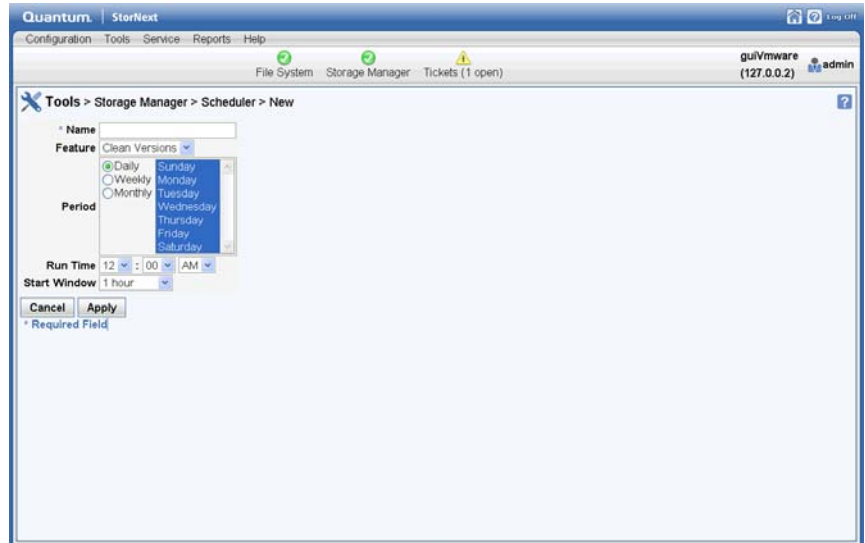 Quantum. StorNext Log Off
Configuration Tools Service Reports Help
File System Storage Manager Tickets (1 open)
guiVmware
(127.0.0.2)
admin
Tools > Storage Manager > Scheduler > New
* Name
Feature Clean Versions
Period
Daily
Weekly
Monthly
Sunday
Monday
Tuesday
Wednesday
Thursday
Friday
Saturday
Run Time 12 : 00 AM
Start Window 1 hour
Cancel Apply
* Required Field